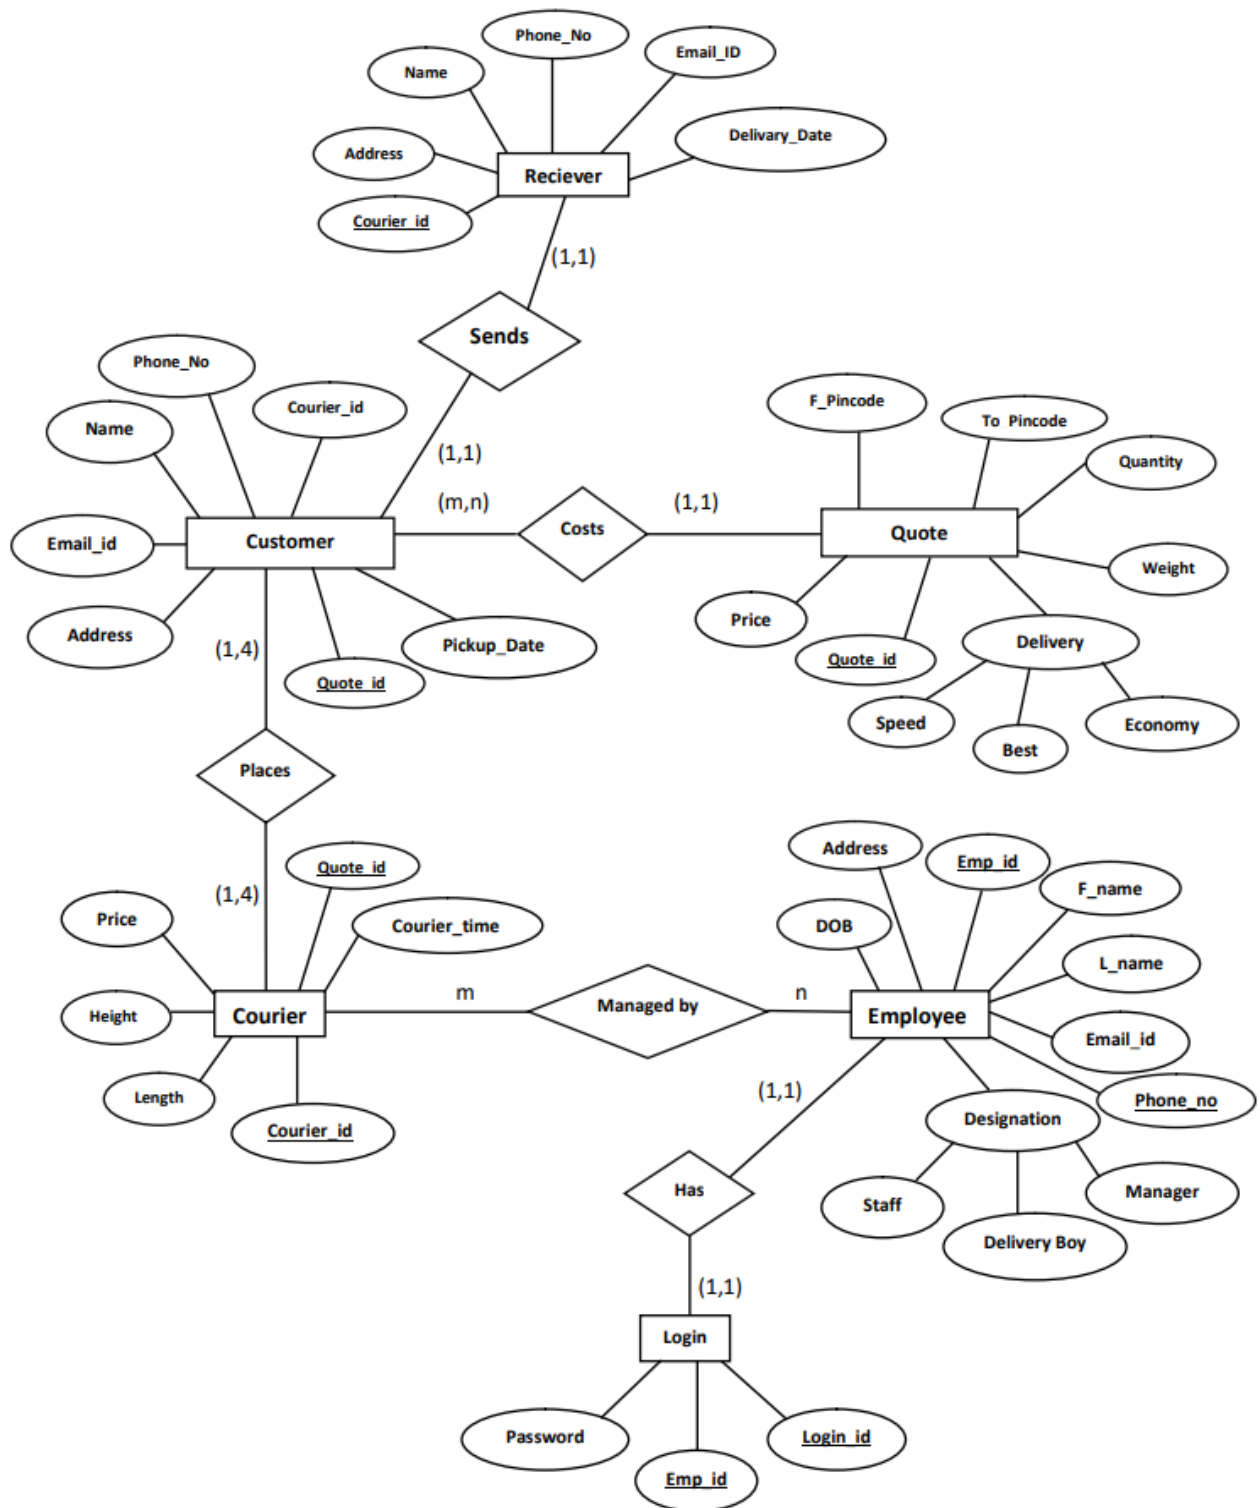 Phone_No
Email_ID
Name
Delivary_Date
Address
Reciever
Courier_id
(1,1)
Sends
Phone_No
Courier_id
Name
(1,1)
(m,n)
Email_id
Customer
Address
(1,4)
Quote_id
Pickup_Date
Costs
(1,1)
F_Pincode
To_Pincode
Quantity
Quote
Weight
Price
Quote_id
Delivery
Speed
Best
Economy
Places
(1,4)
Quote_id
Price
Courier_time
Height
Courier
Length
Courier_id
m
Managed by
n
Address
Emp_id
F_name
DOB
L_name
Employee
Email_id
Phone_no
(1,1)
Designation
Staff
Delivery Boy
Manager
Has
(1,1)
Login
Password
Emp_id
Login_id